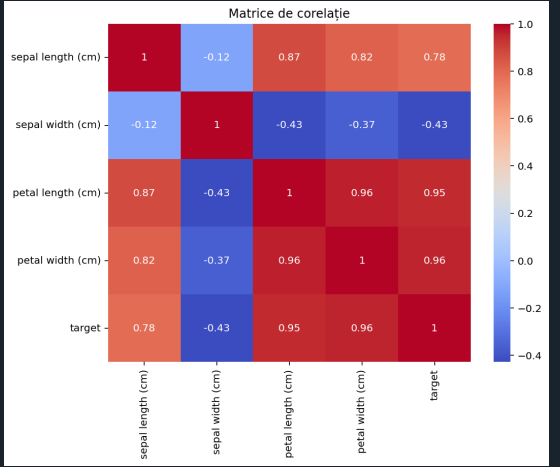 Matrice de corelație
sepal length (cm) 1 -0.12 0.87 0.82 0.78
sepal width (cm) -0.12 1 -0.43 -0.37 -0.43
petal length (cm) 0.87 -0.43 1 0.96 0.95
petal width (cm) 0.82 -0.37 0.96 1 0.96
target 0.78 -0.43 0.95 0.96 1
sepal length (cm)
sepal width (cm)
petal length (cm)
petal width (cm)
target
1.0
0.8
0.6
0.4
0.2
0.0
−0.2
−0.4